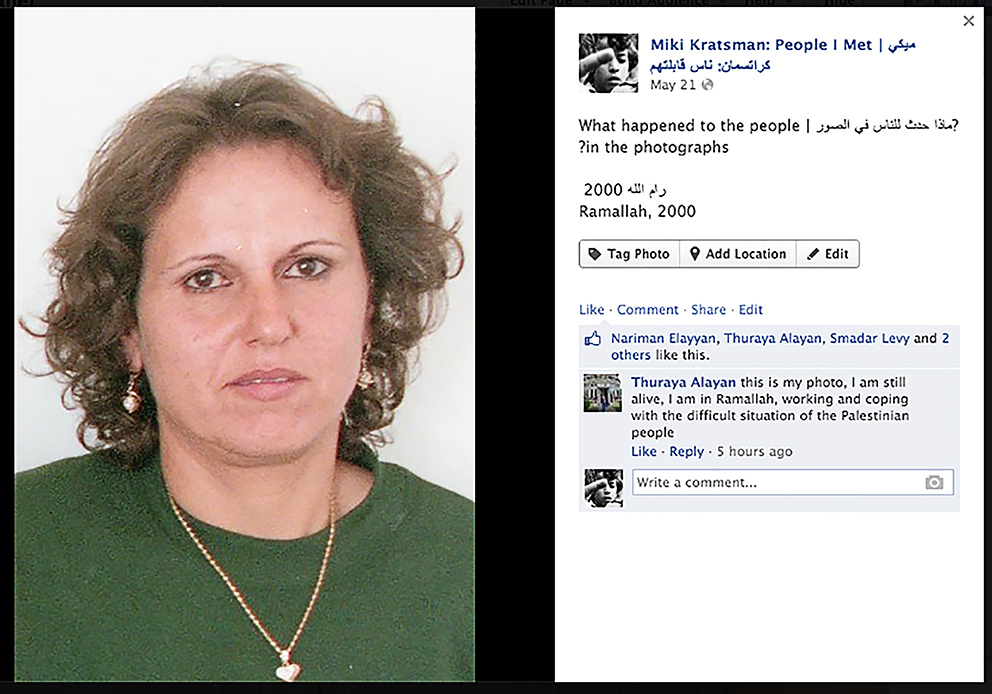 Miki Kratsman: People I Met | ميكي
كراتسمان: ناس قابلتهم
May 21
What happened to the people | ماذا حدث للناس في الصور?
?in the photographs
رام الله 2000
Ramallah, 2000
Tag Photo Add Location Edit
Like · Comment · Share · Edit
Nariman Elayyan, Thuraya Alayan, Smadar Levy and 2
others like this.
Thuraya Alayan this is my photo, I am still
alive, I am in Ramallah, working and coping
with the difficult situation of the Palestinian
people
Like · Reply · 5 hours ago
Write a comment...